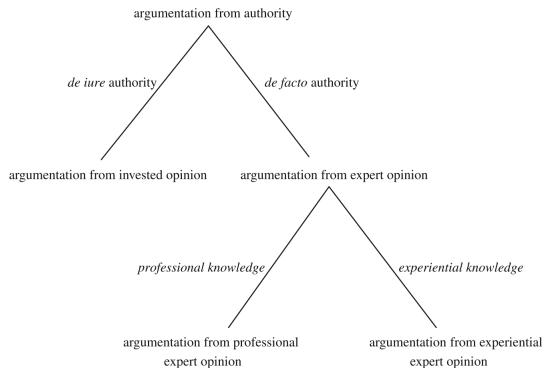 argumentation from authority
de iure authority
de facto authority
argumentation from invested opinion
argumentation from expert opinion
professional knowledge
experiential knowledge
argumentation from professional
expert opinion
argumentation from experiential
expert opinion